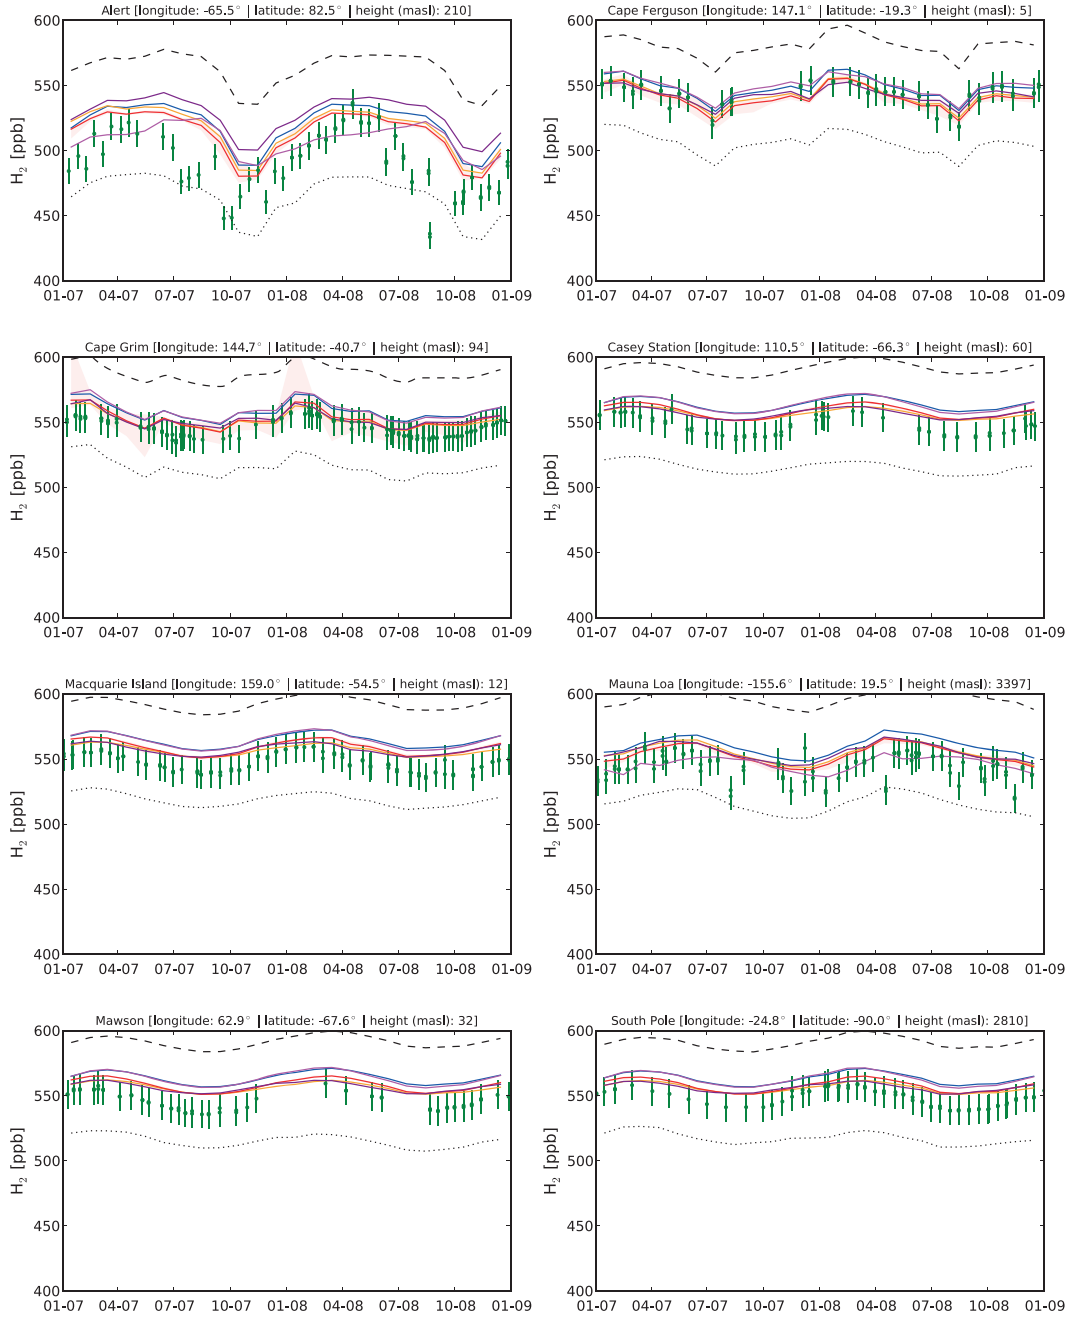 Alert [longitude: -65.5° | latitude: 82.5° | height (masl): 210]
600
550
500
450
400
H₂ [ppb]
01-07 04-07 07-07 10-07 01-08 04-08 07-08 10-08 01-09
Cape Ferguson [longitude: 147.1° | latitude: -19.3° | height (masl): 5]
600
550
500
450
400
H₂ [ppb]
01-07 04-07 07-07 10-07 01-08 04-08 07-08 10-08 01-09
Cape Grim [longitude: 144.7° | latitude: -40.7° | height (masl): 94]
600
550
500
450
400
H₂ [ppb]
01-07 04-07 07-07 10-07 01-08 04-08 07-08 10-08 01-09
Casey Station [longitude: 110.5° | latitude: -66.3° | height (masl): 60]
600
550
500
450
400
H₂ [ppb]
01-07 04-07 07-07 10-07 01-08 04-08 07-08 10-08 01-09
Macquarie Island [longitude: 159.0° | latitude: -54.5° | height (masl): 12]
600
550
500
450
400
H₂ [ppb]
01-07 04-07 07-07 10-07 01-08 04-08 07-08 10-08 01-09
Mauna Loa [longitude: -155.6° | latitude: 19.5° | height (masl): 3397]
600
550
500
450
400
H₂ [ppb]
01-07 04-07 07-07 10-07 01-08 04-08 07-08 10-08 01-09
Mawson [longitude: 62.9° | latitude: -67.6° | height (masl): 32]
600
550
500
450
400
H₂ [ppb]
01-07 04-07 07-07 10-07 01-08 04-08 07-08 10-08 01-09
South Pole [longitude: -24.8° | latitude: -90.0° | height (masl): 2810]
600
550
500
450
400
H₂ [ppb]
01-07 04-07 07-07 10-07 01-08 04-08 07-08 10-08 01-09